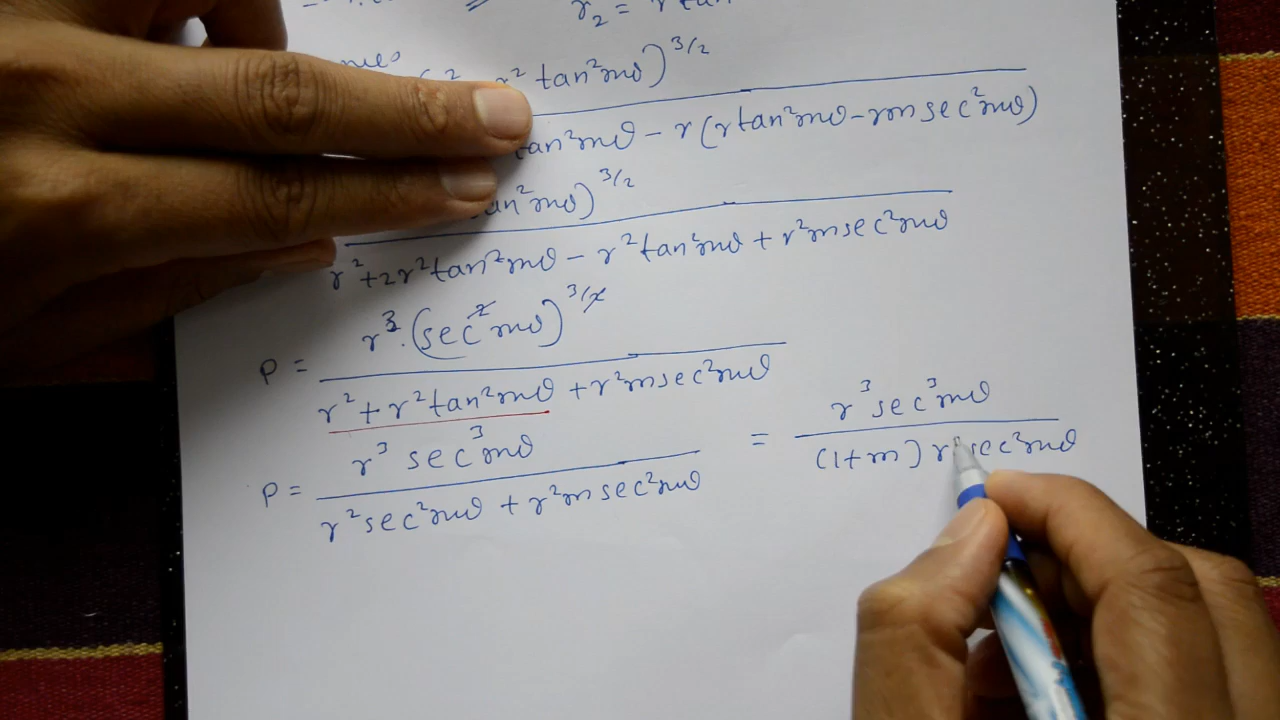 r₂ = r tan
r² tan²mθ)^3/2
tan²mθ - r(r tan²mθ - rm sec²mθ)
an²mθ)^3/2
r² + 2r² tan²mθ - r² tan²mθ + r²m sec²mθ
r³.(sec²mθ)^3/2
ρ =
r² + r² tan²mθ + r²m sec²mθ
r³ sec³mθ
ρ =
r² sec²mθ + r²m sec²mθ
= r³ sec³mθ
(1+m) r² sec²mθ